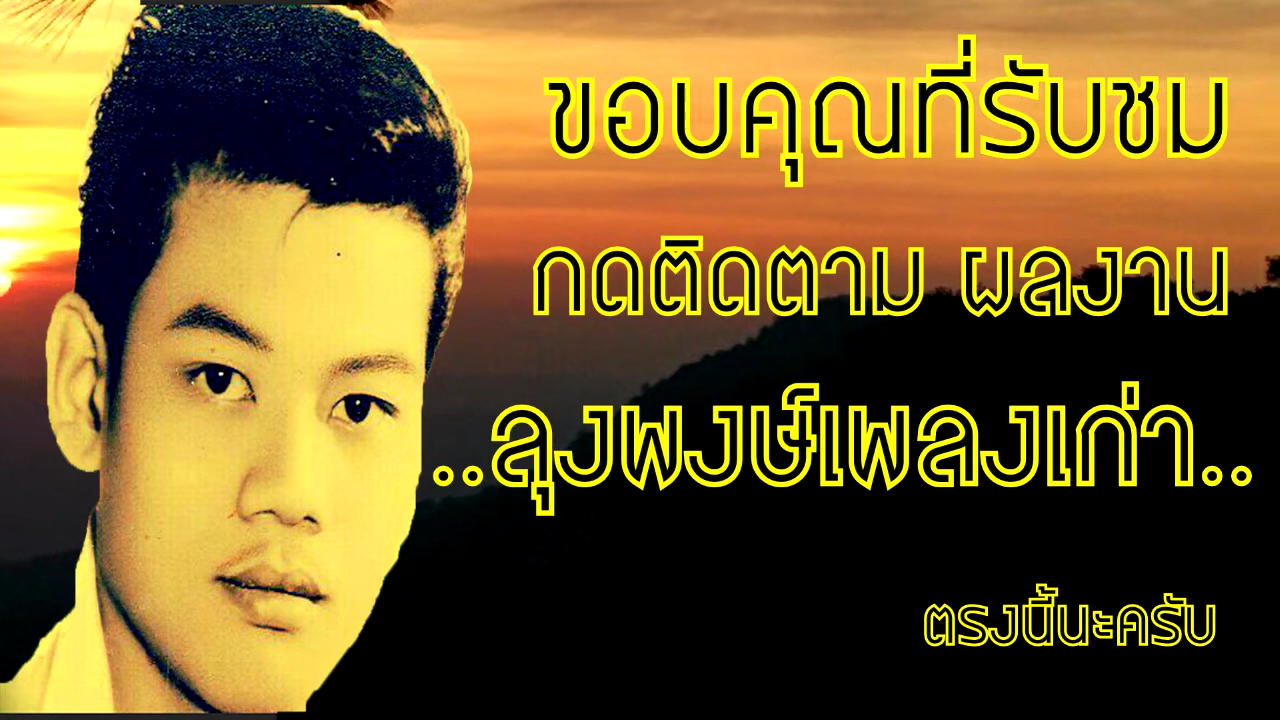 ขอบคุณที่รับชม
กดติดตาม ผลงาน
..ลุงพงษ์เพลงเก่า..
ตรงนี้นะครับ